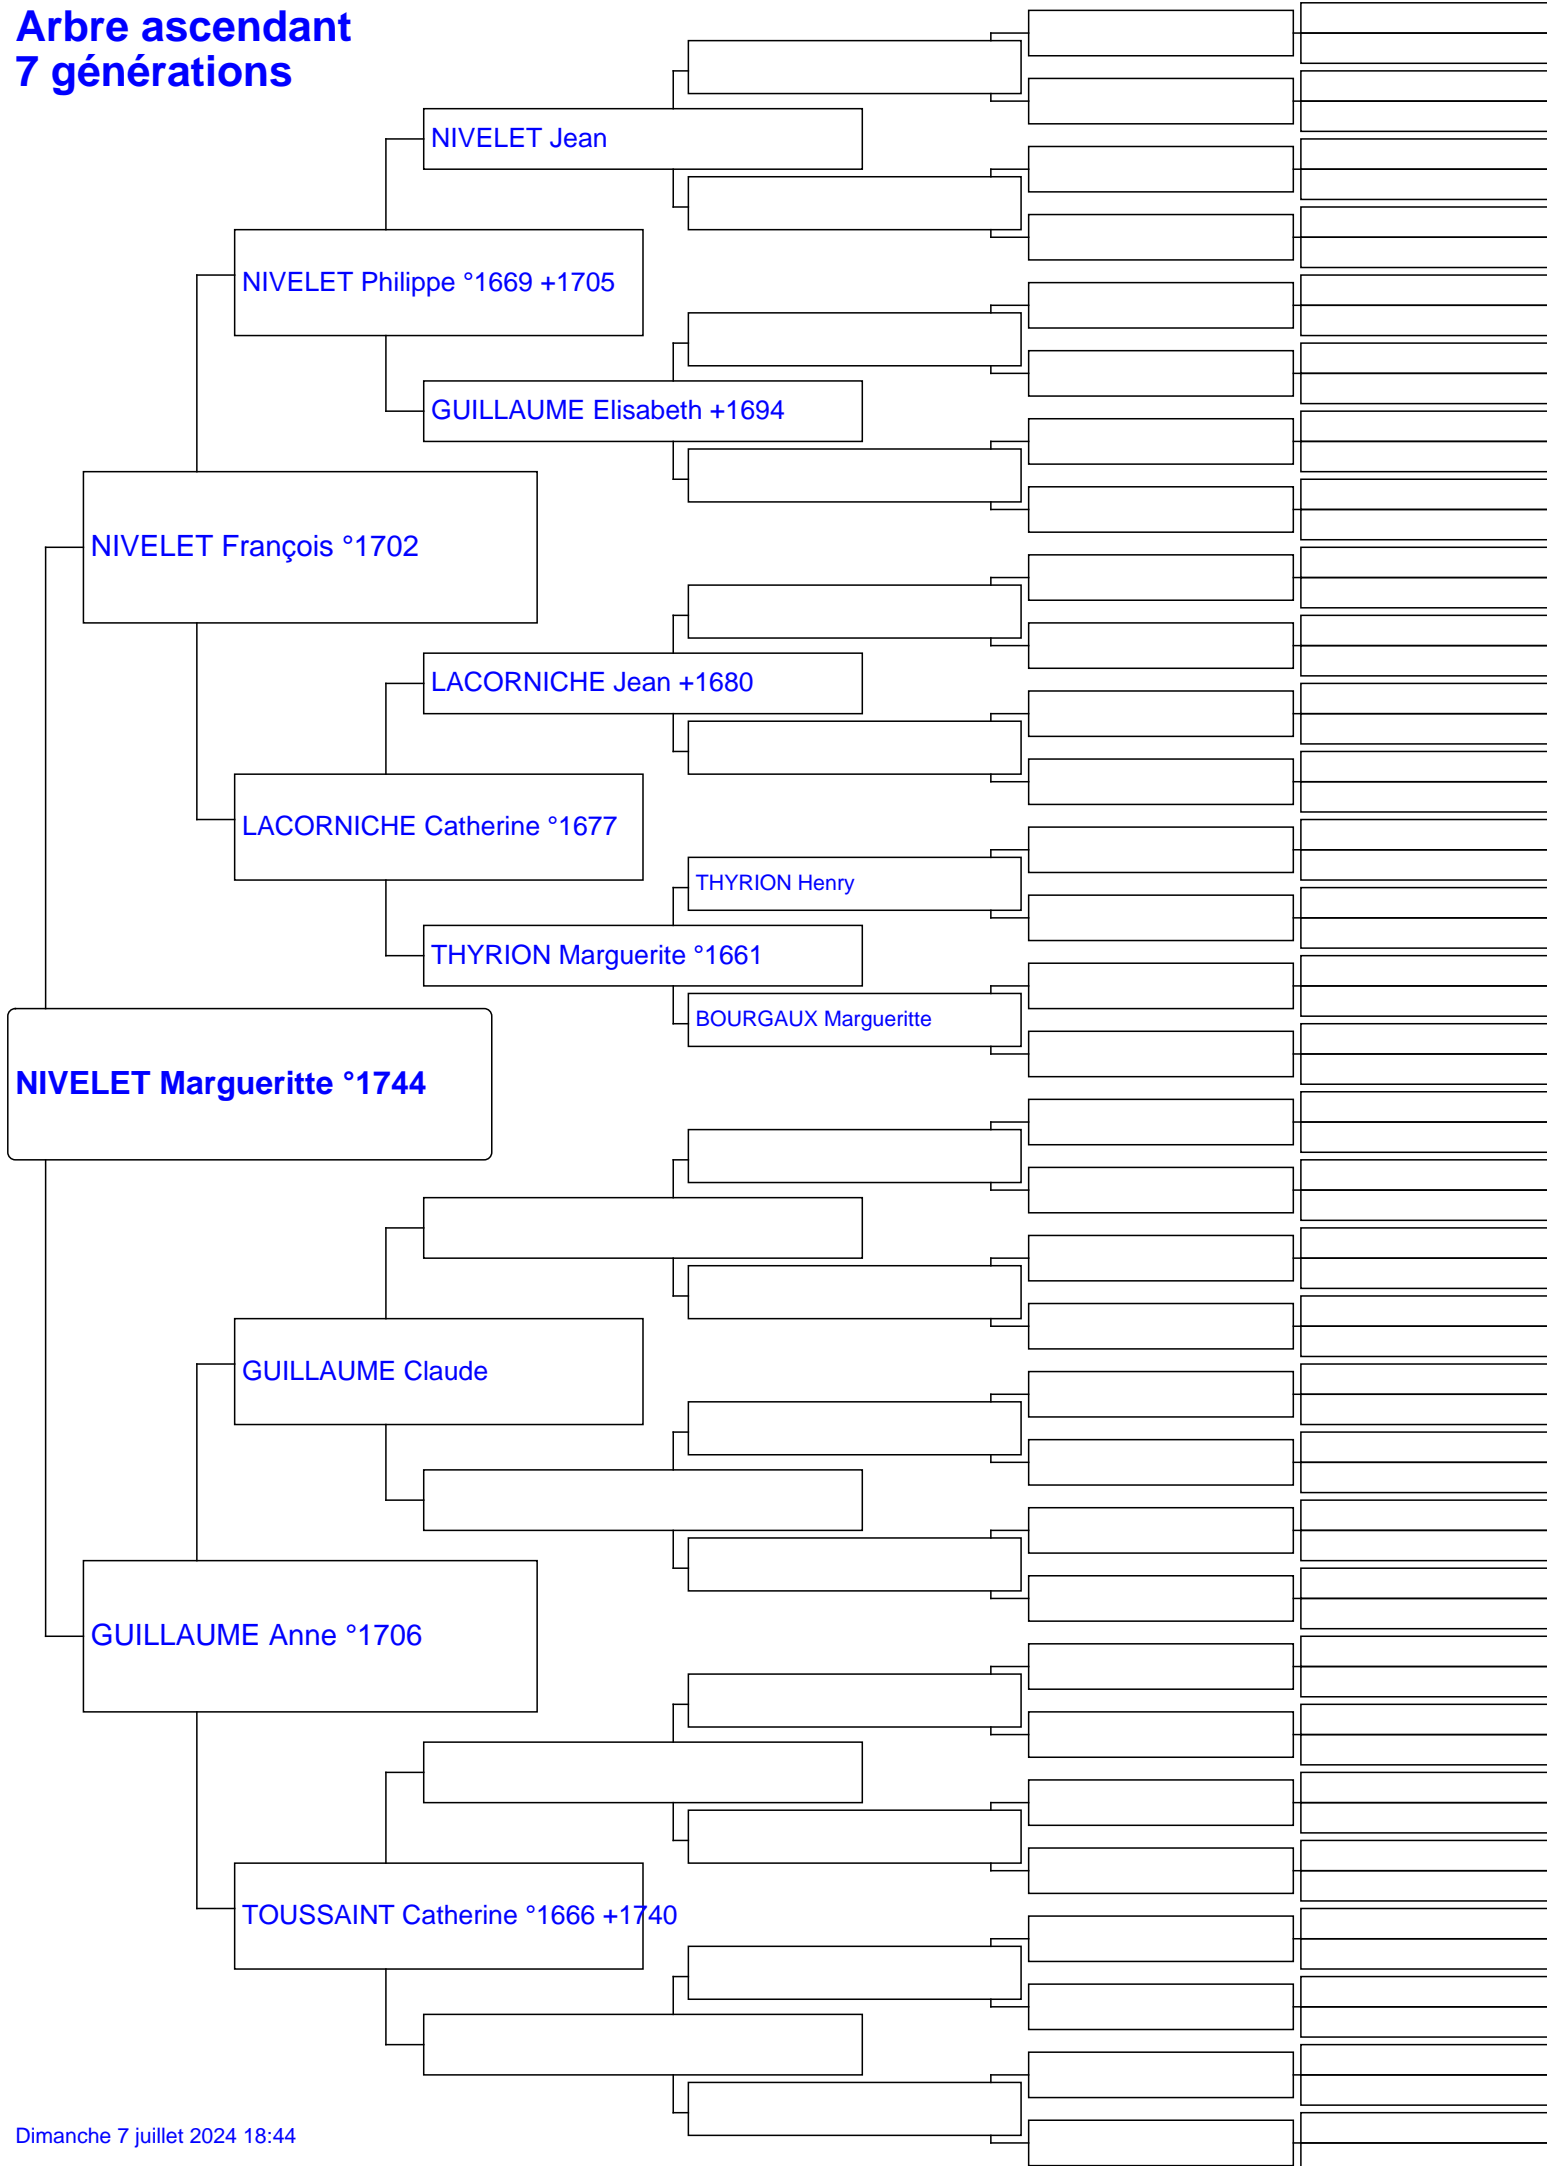 Arbre ascendant
7 générations
NIVELET Jean
NIVELET Philippe °1669 +1705
GUILLAUME Elisabeth +1694
NIVELET François °1702
LACORNICHE Jean +1680
LACORNICHE Catherine °1677
THYRION Henry
THYRION Marguerite °1661
BOURGAUX Margueritte
NIVELET Margueritte °1744
GUILLAUME Claude
GUILLAUME Anne °1706
TOUSSAINT Catherine °1666 +1740
Dimanche 7 juillet 2024 18:44